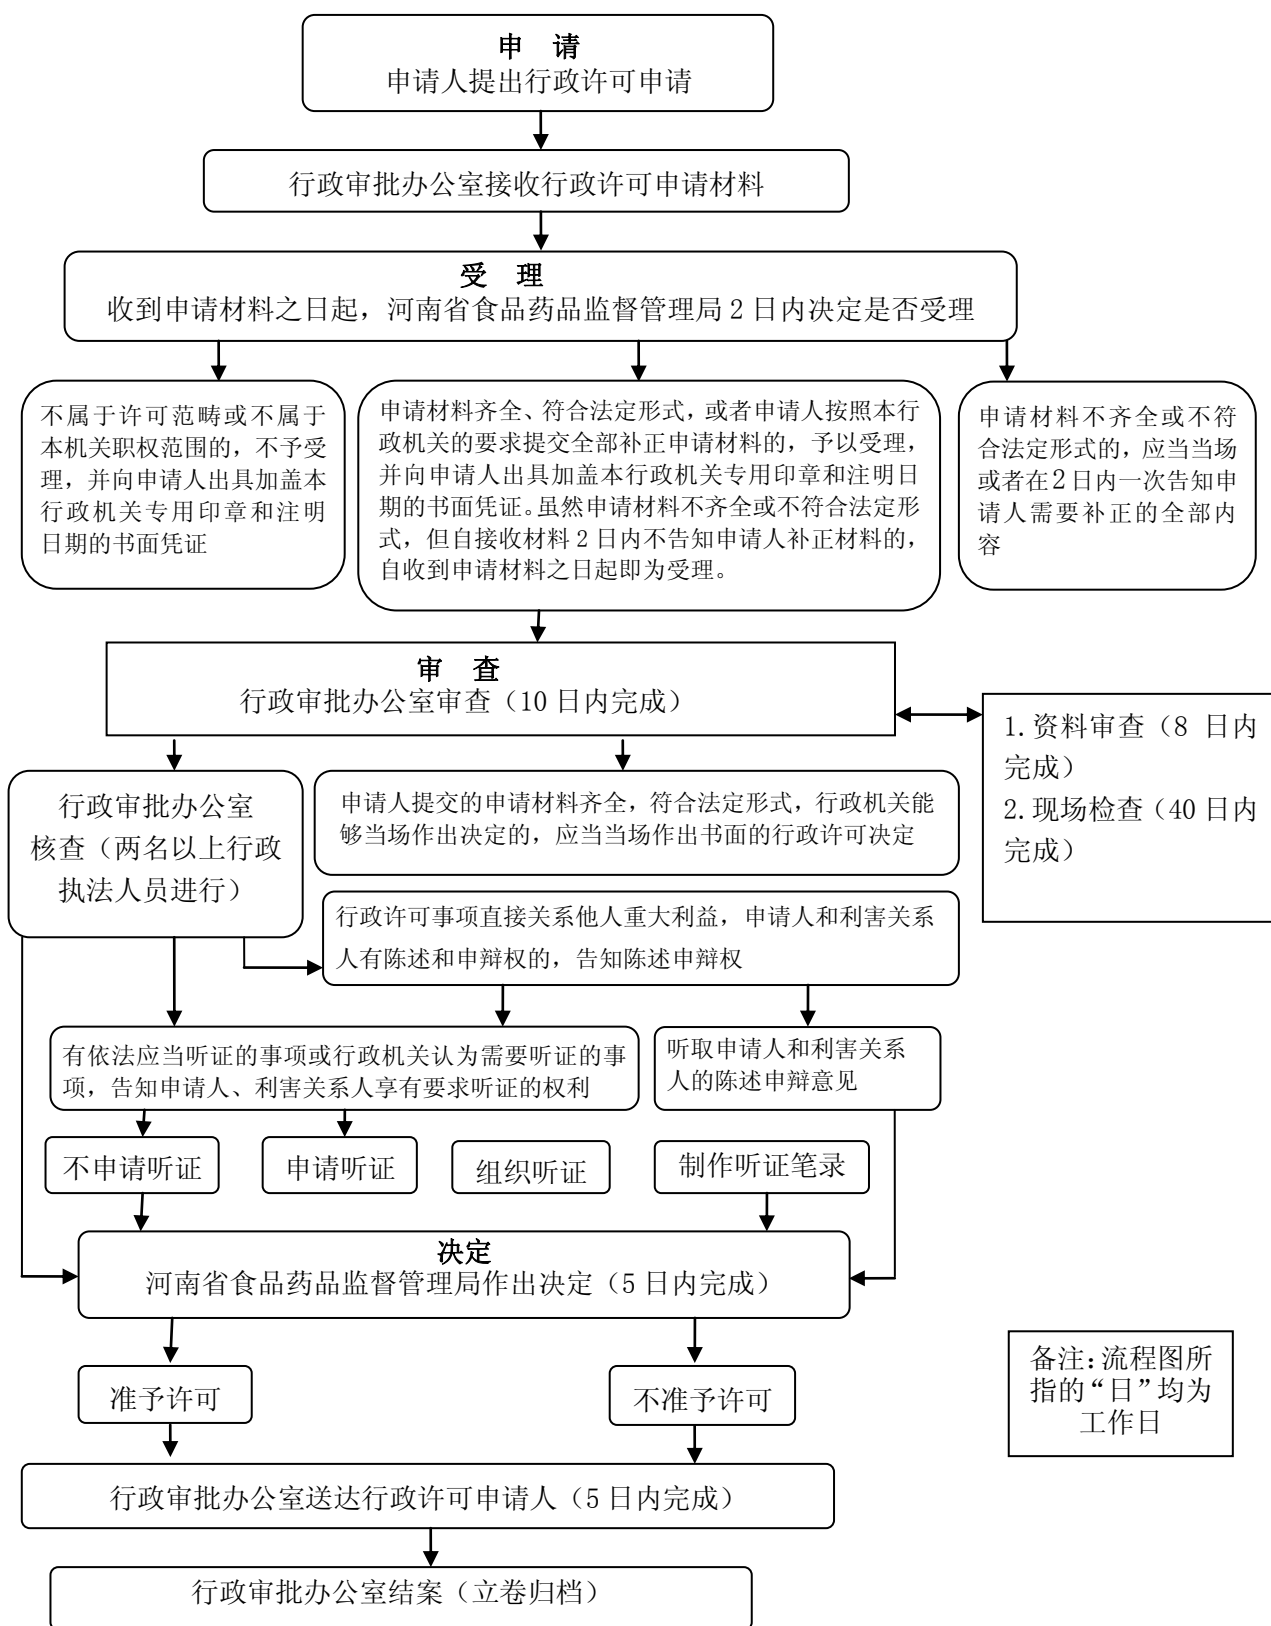 申 请
申请人提出行政许可申请
行政审批办公室接收行政许可申请材料
受 理
收到申请材料之日起，河南省食品药品监督管理局 2 日内决定是否受理
不属于许可范畴或不属于
本机关职权范围的，不予受
理，并向申请人出具加盖本
行政机关专用印章和注明
日期的书面凭证
申请材料齐全、符合法定形式，或者申请人按照本行
政机关的要求提交全部补正申请材料的，予以受理，
并向申请人出具加盖本行政机关专用印章和注明日
期的书面凭证。虽然申请材料不齐全或不符合法定形
式，但自接收材料 2 日内不告知申请人补正材料的，
自收到申请材料之日起即为受理。
申请材料不齐全或不符
合法定形式的，应当当场
或者在 2 日内一次告知申
请人需要补正的全部内
容
审 查
行政审批办公室审查（10 日内完成）
1.资料审查（8 日内
完成）
2.现场检查（40 日内
完成）
行政审批办公室
核查（两名以上行政
执法人员进行）
申请人提交的申请材料齐全，符合法定形式，行政机关能
够当场作出决定的，应当当场作出书面的行政许可决定
行政许可事项直接关系他人重大利益，申请人和利害关系
人有陈述和申辩权的，告知陈述申辩权
有依法应当听证的事项或行政机关认为需要听证的事
项，告知申请人、利害关系人享有要求听证的权利
听取申请人和利害关系
人的陈述申辩意见
不申请听证
申请听证
组织听证
制作听证笔录
决定
河南省食品药品监督管理局作出决定（5 日内完成）
准予许可
不准予许可
备注：流程图所
指的“日”均为
工作日
行政审批办公室送达行政许可申请人（5 日内完成）
行政审批办公室结案（立卷归档）